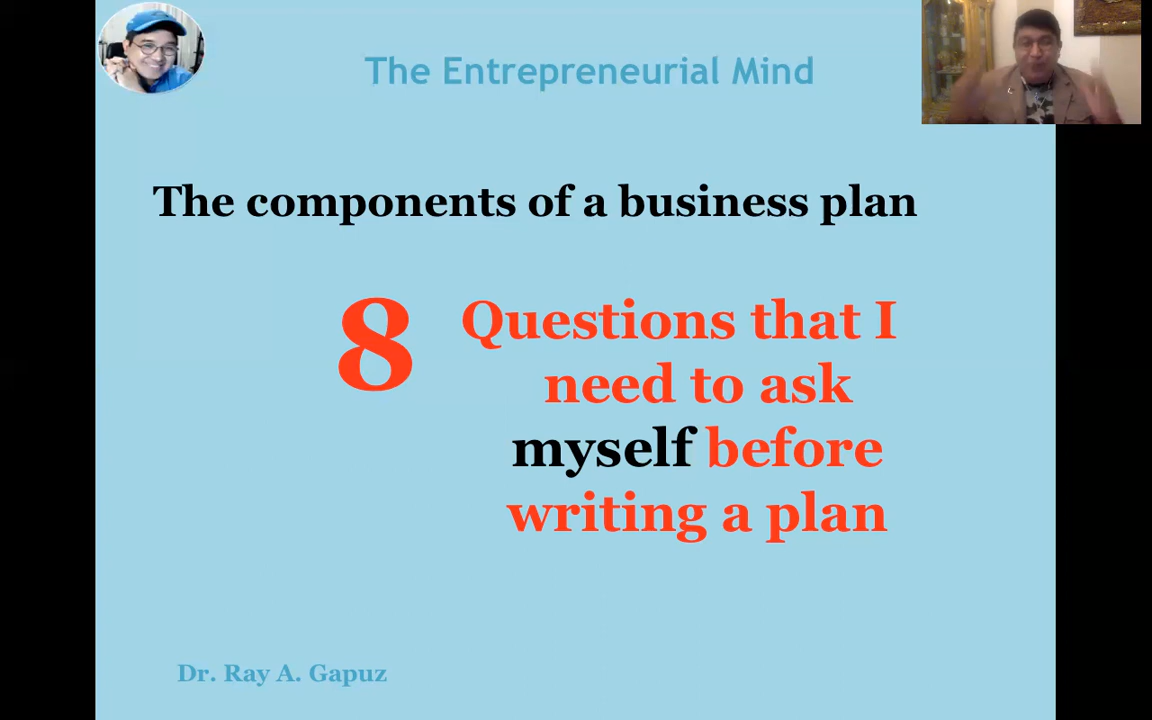 The Entrepreneurial Mind
The components of a business plan
8
Questions that I
need to ask
myself before
writing a plan
Dr. Ray A. Gapuz